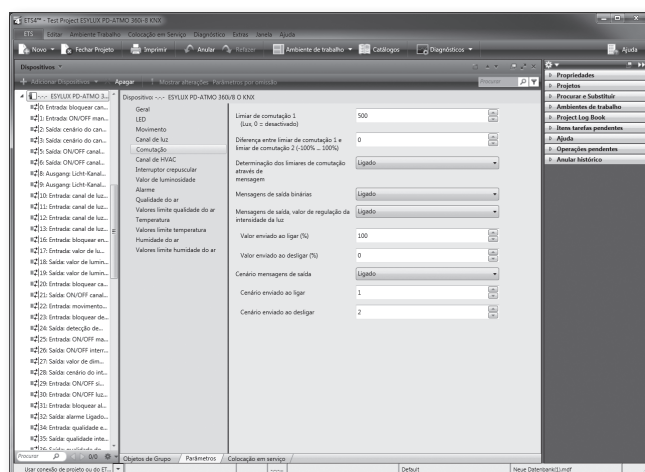 ETS4™ - Test Project ESYLUX PD-ATMO 360i-8 KNX
ETS Editar Ambiente Trabalho Colocação em Serviço Diagnóstico Extras Janela Ajuda
Novo Fechar Projeto Imprimir Anular Refazer Ambiente de trabalho Catálogos Diagnósticos Ajuda
Dispositivos
Adicionar Dispositivos Apagar Mostrar alterações Parâmetros por omissão Procurar
-.-.- ESYLUX PD-ATMO 3...
0: Entrada: bloquear can...
1: Entrada: ON/OFF man...
2: Saída: cenário do can...
3: Saída: cenário do can...
5: Saída: ON/OFF canal...
6: Saída: ON/OFF canal...
8: Ausgang: Licht-Kanal...
9: Ausgang: Licht-Kanal...
10: Entrada: canal de luz...
11: Entrada: canal de luz...
12: Entrada: canal de luz...
13: Entrada: canal de luz...
16: Entrada: bloquear en...
17: Entrada: valor de lu...
18: Saída: valor de lumin...
19: Saída: valor de lumin...
20: Entrada: bloquear ca...
21: Saída: ON/OFF canal...
22: Entrada: movimento...
23: Entrada: bloquear de...
24: Saída: detecção de...
25: Entrada: ON/OFF ma...
26: Saída: ON/OFF interr...
27: Saída: valor de dim...
28: Saída: cenário do int...
29: Entrada: ON/OFF si...
30: Entrada: ON/OFF luz...
31: Entrada: bloquear al...
32: Saída: alarme Ligado...
34: Entrada: qualidade e...
35: Saída: qualidade inte...
36: Saída: qualidade do...
Procurar 0/0
Dispositivo: -.-.- ESYLUX PD-ATMO 360i/8 O KNX
Geral
LED
Movimento
Canal de luz
Comutação
Canal de HVAC
Interruptor crepuscular
Valor de luminosidade
Alarme
Qualidade do ar
Valores limite qualidade do ar
Temperatura
Valores limite temperatura
Humidade do ar
Valores limite humidade do ar
Limiar de comutação 1
(Lux, 0 = desactivado)
500
Diferença entre limiar de comutação 1 e
limiar de comutação 2 (-100% ... 100%)
0
Determinação dos limiares de comutação
através de
mensagem
Ligado
Mensagens de saída binárias
Ligado
Mensagens de saída, valor de regulação da
intensidade da luz
Ligado
Valor enviado ao ligar (%)
100
Valor enviado ao desligar (%)
0
Cenário mensagens de saída
Ligado
Cenário enviado ao ligar
1
Cenário enviado ao desligar
2
Objetos de Grupo Parâmetros Colocação em serviço
Propriedades
Projetos
Procurar e Substituir
Ambientes de trabalho
Project Log Book
Itens tarefas pendentes
Ajuda
Operações pendentes
Anular histórico
Usar conexão de projeto ou do ET... Default Neue Datenbank(1).mdf